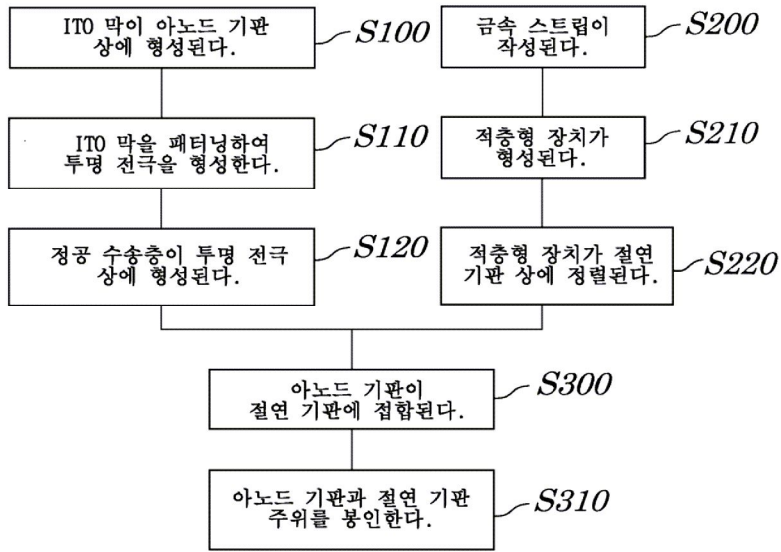 ITO 막이 아노드 기판
상에 형성된다.
S100
ITO 막을 패터닝하여
투명 전극을 형성한다.
S110
정공 수송층이 투명 전극
상에 형성된다.
S120
금속 스트립이
작성된다.
S200
적층형 장치가
형성된다.
S210
적층형 장치가 절연
기판 상에 정렬된다.
S220
아노드 기판이
절연 기판에 접합된다.
S300
아노드 기판과 절연 기판
주위를 봉인한다.
S310